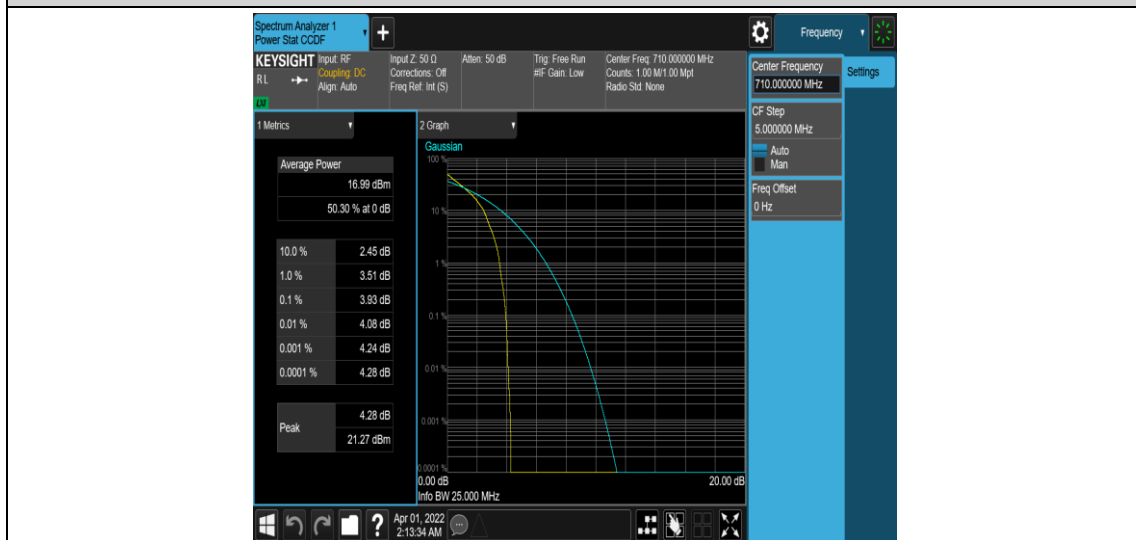 Spectrum Analyzer 1
Power Stat CCDF
+
Frequency
KEYSIGHT
RL
LXI
Input: RF
Coupling: DC
Align: Auto
Input Z: 50 Ω
Corrections: Off
Freq Ref: Int (S)
Atten: 50 dB
Trig: Free Run
#IF Gain: Low
Center Freq: 710.000000 MHz
Counts: 1.00 M/1.00 Mpt
Radio Std: None
Center Frequency
710.000000 MHz
Settings
CF Step
5.000000 MHz
Auto
Man
Freq Offset
0 Hz
1 Metrics
Average Power
16.99 dBm
50.30 % at 0 dB
10.0 % 2.45 dB
1.0 % 3.51 dB
0.1 % 3.93 dB
0.01 % 4.08 dB
0.001 % 4.24 dB
0.0001 % 4.28 dB
Peak
4.28 dB
21.27 dBm
2 Graph
Gaussian
100 %
10 %
1 %
0.1 %
0.01 %
0.001 %
0.0001 %
0.00 dB
20.00 dB
Info BW 25.000 MHz
?
Apr 01, 2022
2:13:34 AM